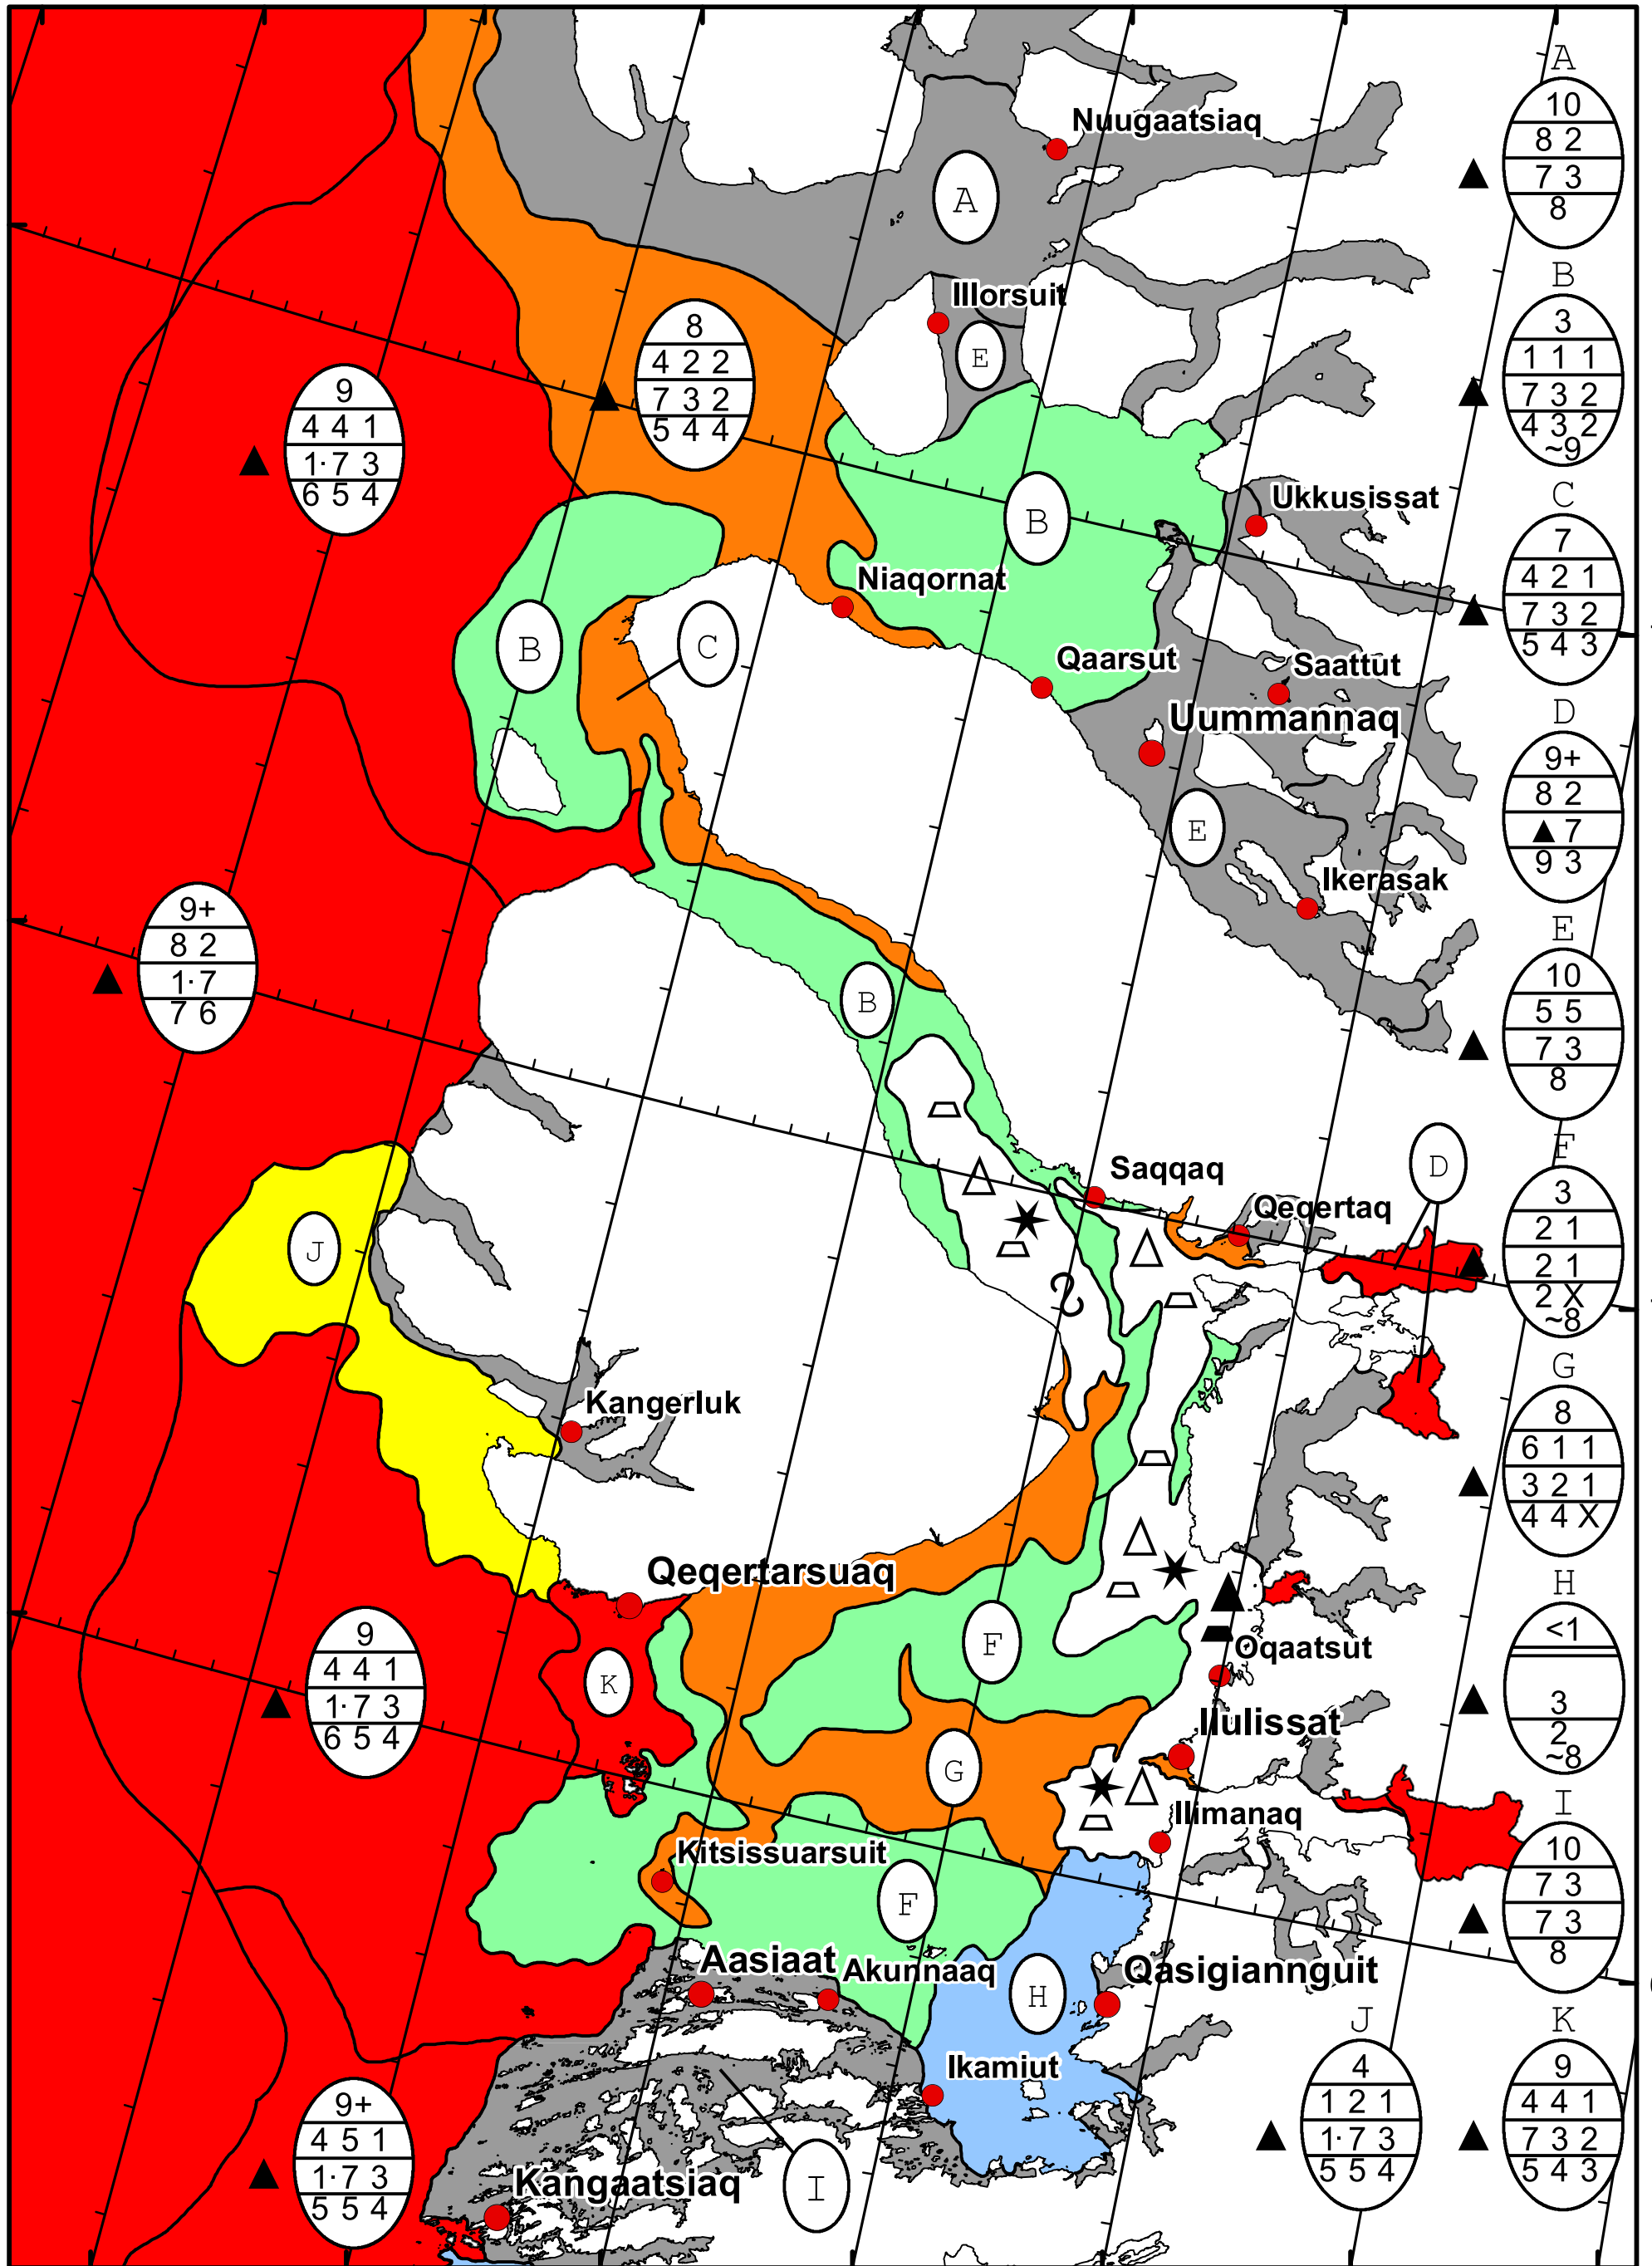 A
10
8 2
7 3
8
Nuugaatsiaq
A
B
3
1 1 1
7 3 2
4 3 2
~9
Illorsuit
E
8
4 2 2
7 3 2
5 4 4
9
4 4 1
1· 7 3
6 5 4
B
Ukkusissat
C
7
4 2 1
7 3 2
5 4 3
Niaqornat
B
C
Qaarsut
Saattut
Uummannaq
D
9+
8 2
▲ 7
9 3
E
Ikerasak
9+
8 2
1· 7
7 6
B
E
10
5 5
7 3
8
D
F
3
2 1
2 1
2 X
~8
Saqqaq
Qeqertaq
J
G
8
6 1 1
3 2 1
4 4 X
Kangerluk
Qeqertarsuaq
H
<1
3
2
~8
F
K
Oqaatsut
9
4 4 1
1· 7 3
6 5 4
Ilulissat
G
Ilimanaq
I
10
7 3
7 3
8
Kitsissuarsuit
F
Aasiaat
Akunnaaq
H
Qasigiannguit
Ikamiut
J
4
1 2 1
1· 7 3
5 5 4
K
9
4 4 1
7 3 2
5 4 3
9+
4 5 1
1· 7 3
5 5 4
I
Kangaatsiaq